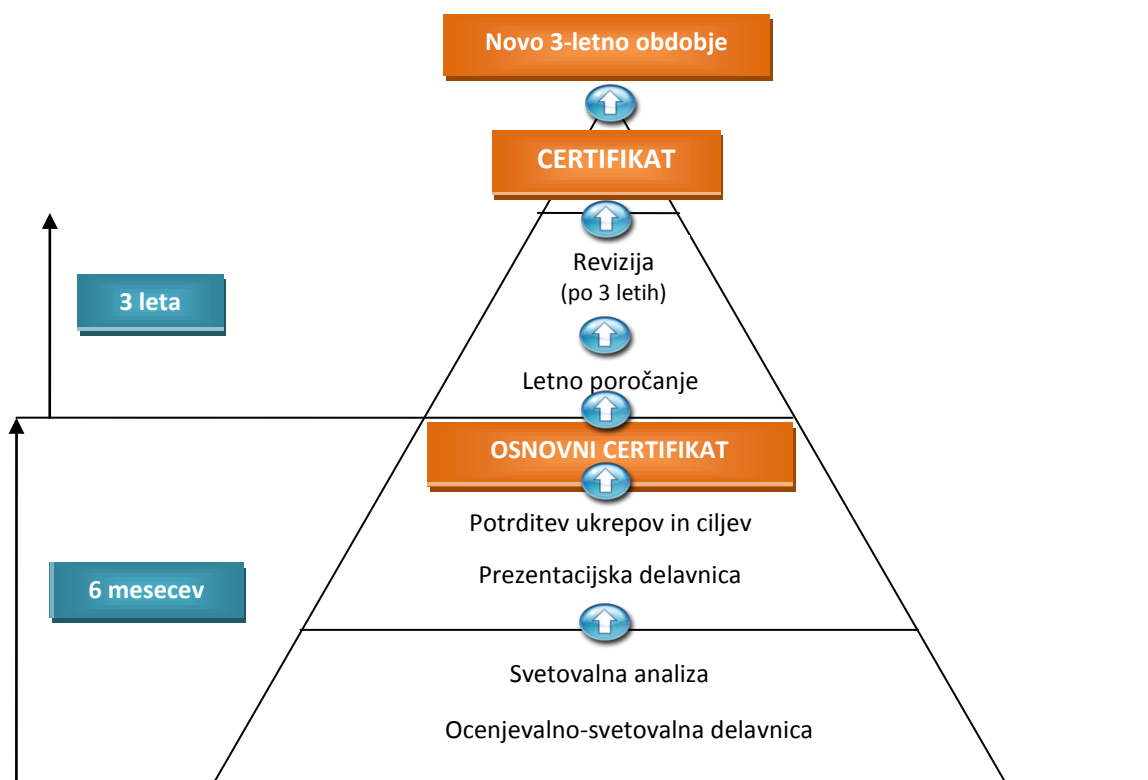 Novo 3-letno obdobje
CERTIFIKAT
Revizija
(po 3 letih)
3 leta
Letno poročanje
OSNOVNI CERTIFIKAT
Potrditev ukrepov in ciljev
Prezentacijska delavnica
6 mesecev
Svetovalna analiza
Ocenjevalno-svetovalna delavnica